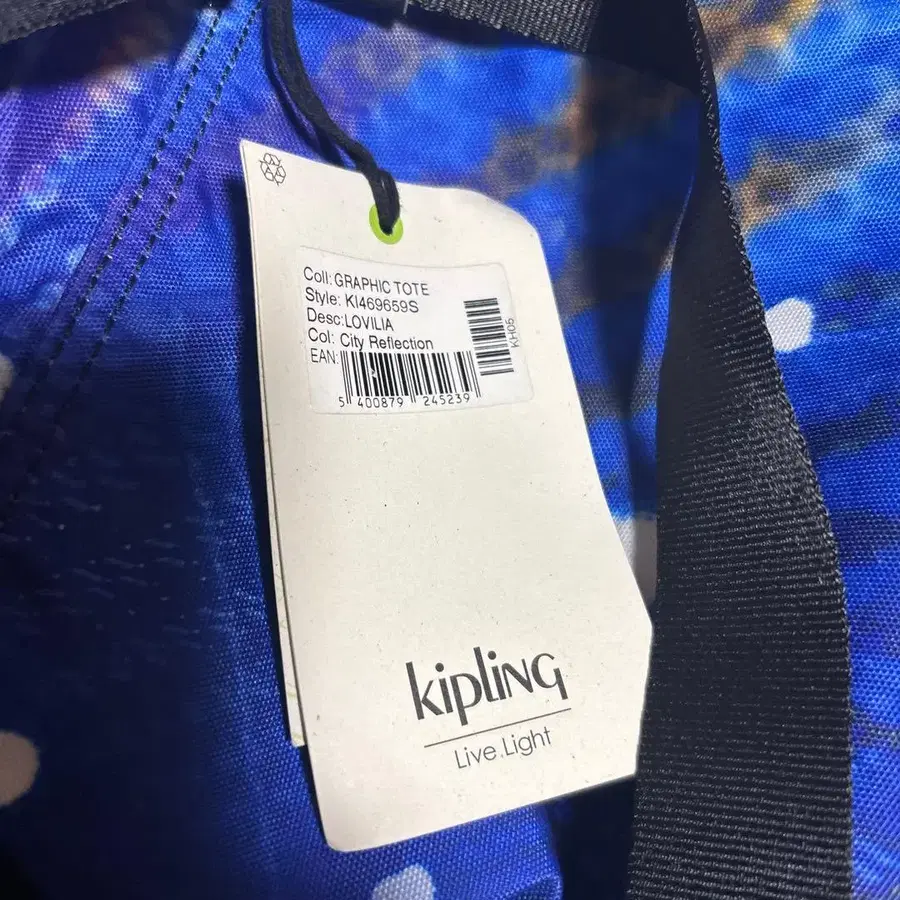 Coll: GRAPHIC TOTE
Style: KI469659S
Desc:LOVILIA
Col: City Reflection
EAN:
5 400879 245239
KH05
kipling
Live.Light